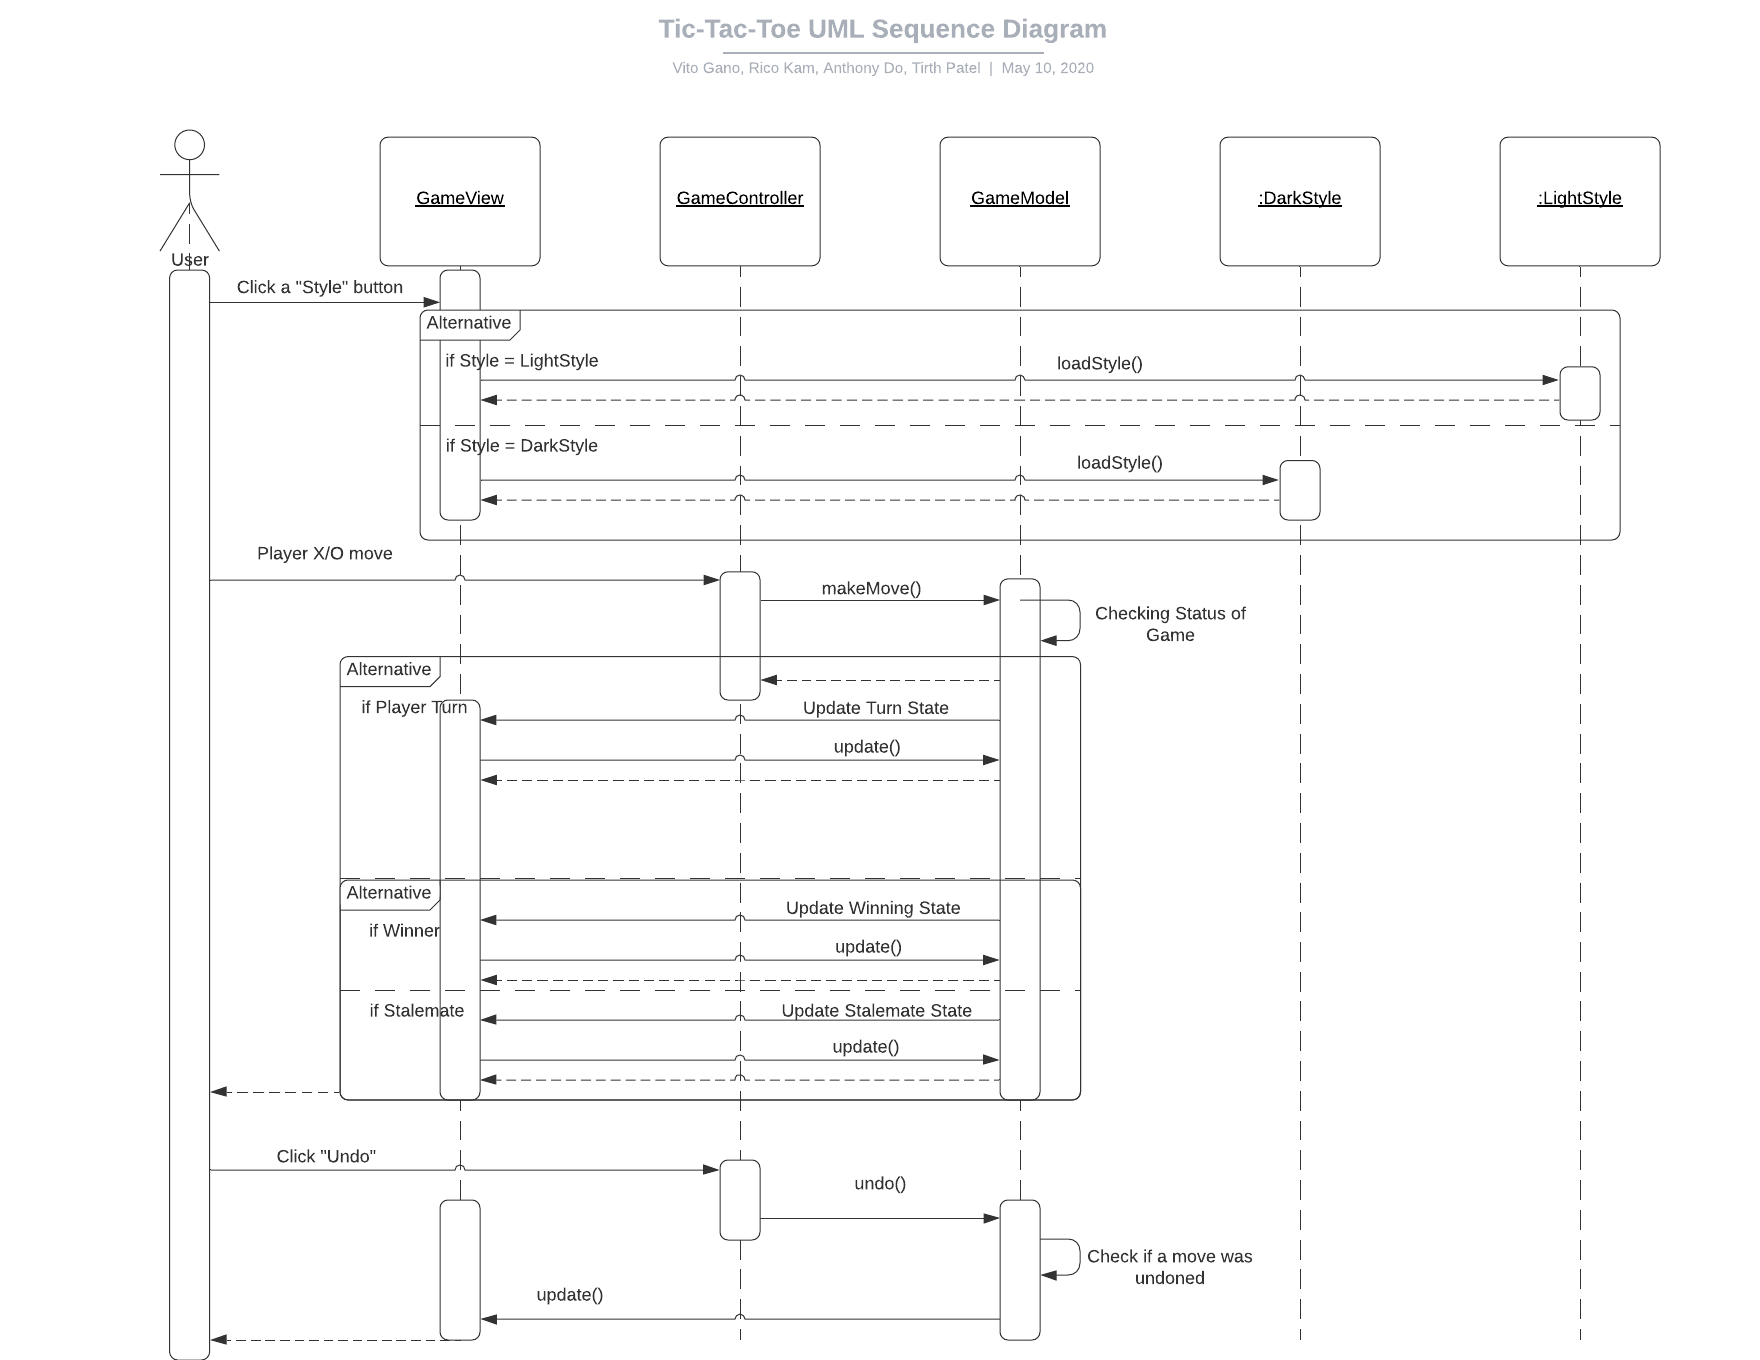 Tic-Tac-Toe UML Sequence Diagram
Vito Gano, Rico Kam, Anthony Do, Tirth Patel | May 10, 2020
User
GameView
GameController
GameModel
:DarkStyle
:LightStyle
Click a "Style" button
Alternative
if Style = LightStyle
loadStyle()
if Style = DarkStyle
loadStyle()
Player X/O move
makeMove()
Checking Status of
Game
Alternative
if Player Turn
Update Turn State
update()
Alternative
Update Winning State
if Winner
update()
if Stalemate
Update Stalemate State
update()
Click "Undo"
undo()
Check if a move was
undoned
update()